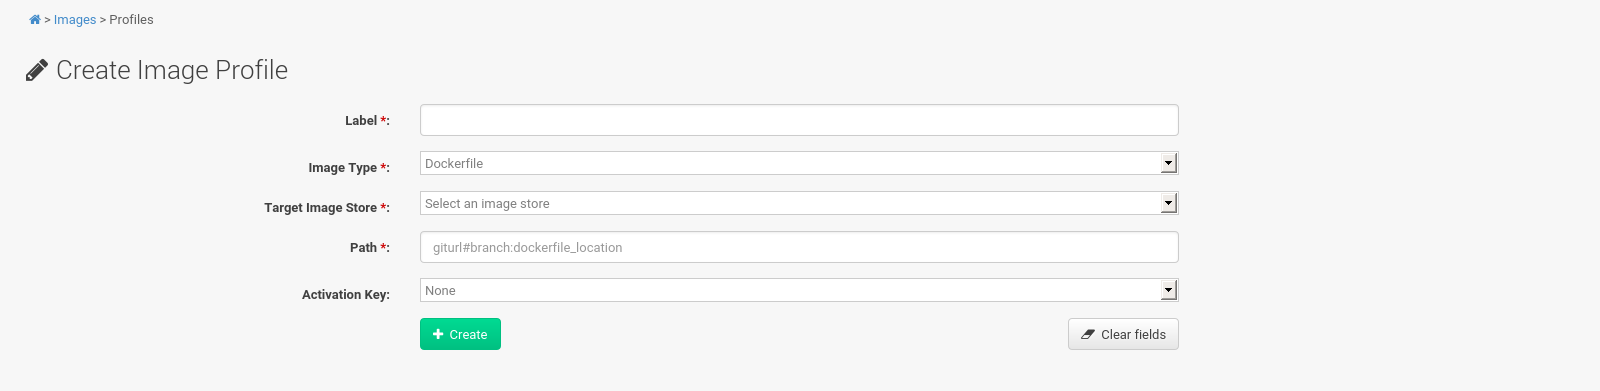 > Images > Profiles
Create Image Profile
Label *:
Image Type *: Dockerfile
Target Image Store *: Select an image store
Path *: giturl#branch:dockerfile_location
Activation Key: None
Create Clear fields